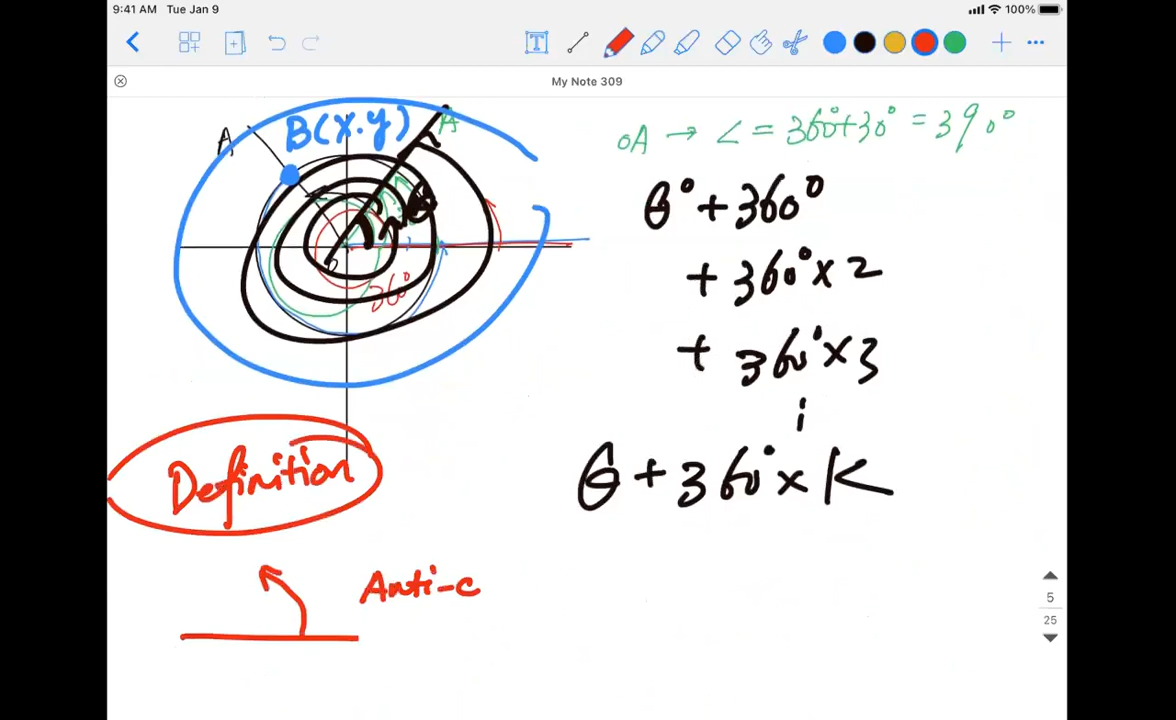 9:41 AM Tue Jan 9
100%
T
My Note 309
A
B(x.y)
A
OA → ∠ = 360°+30° = 390°
θ° + 360°
+ 360° × 2
+ 360° × 3
θ + 360° × K
0
360°
Definition
Anti-c
5
25